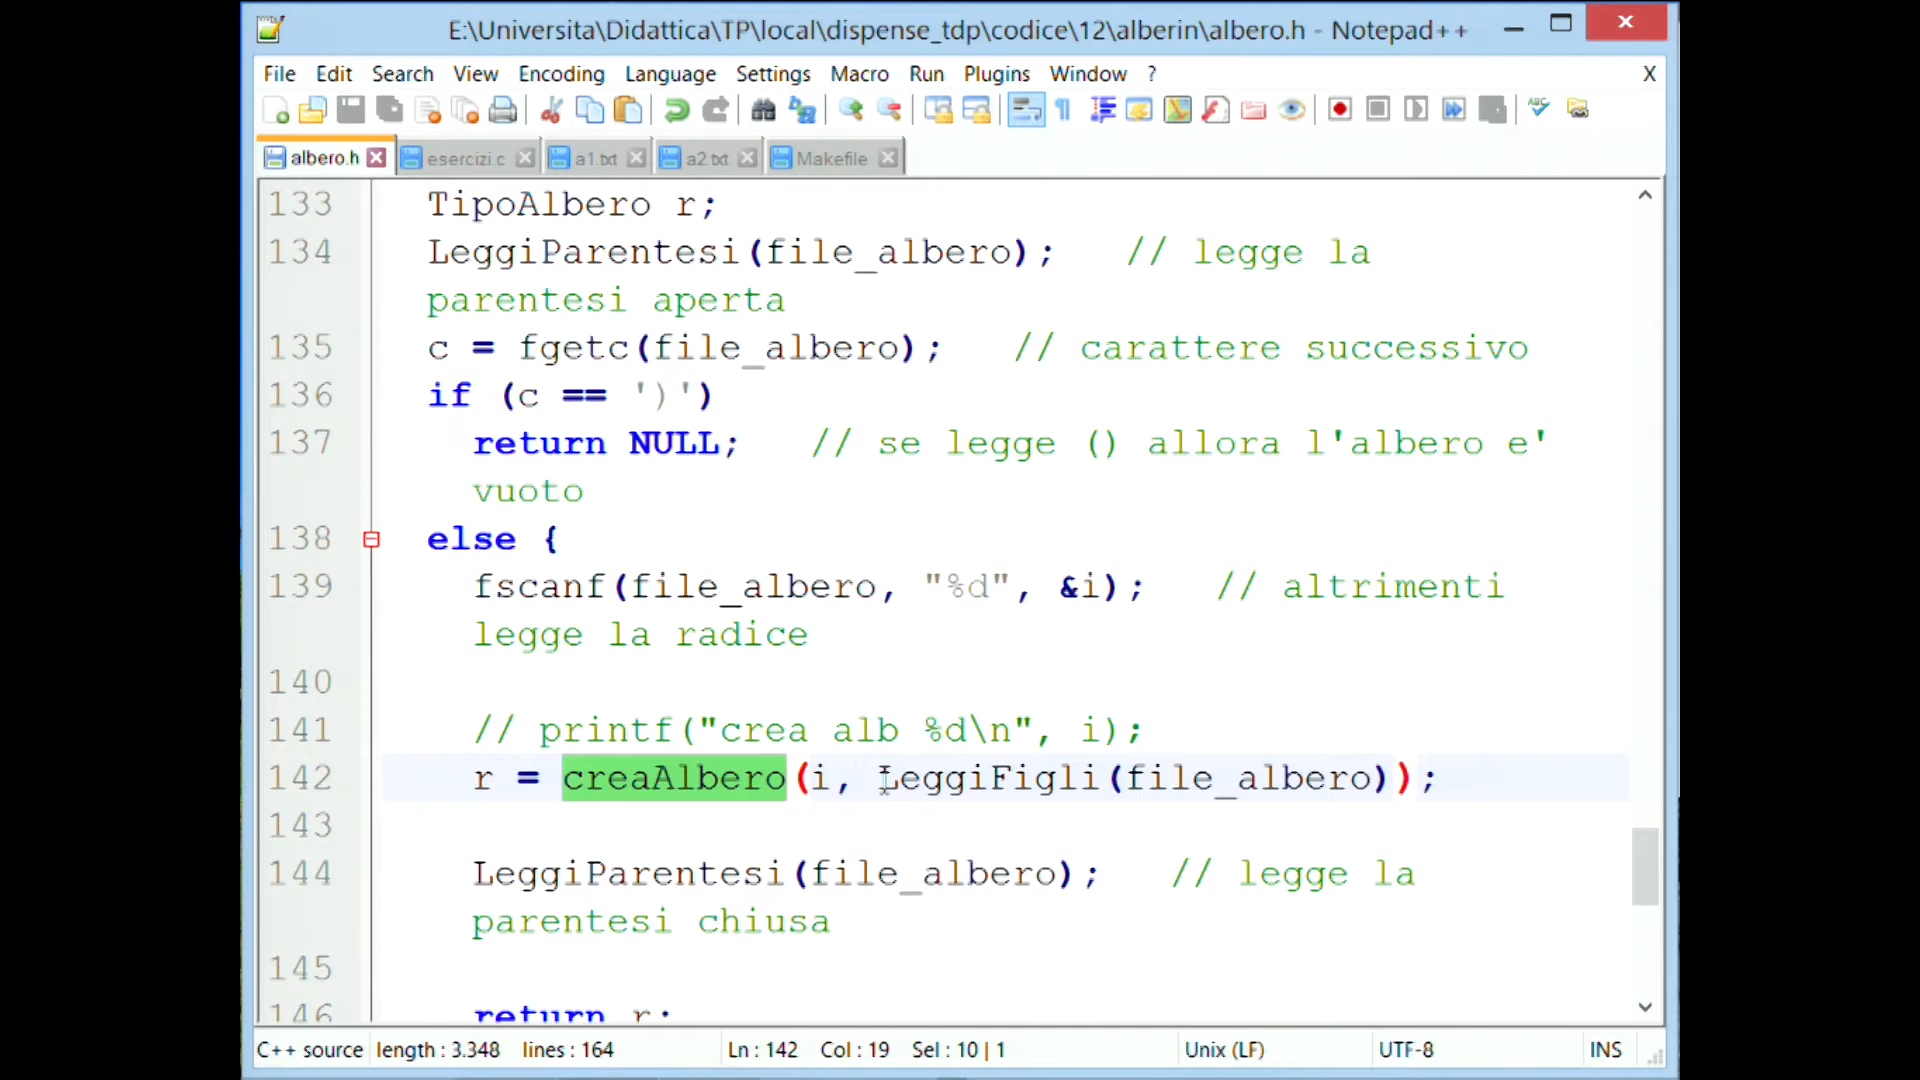 E:\Universita\Didattica\TP\local\dispense_tdp\codice\12\alberin\albero.h - Notepad++
File Edit Search View Encoding Language Settings Macro Run Plugins Window ? X
albero.h esercizi.c a1.txt a2.txt Makefile
133 TipoAlbero r;
134 LeggiParentesi(file_albero); // legge la
parentesi aperta
135 c = fgetc(file_albero); // carattere successivo
136 if (c == ')')
137 return NULL; // se legge () allora l'albero e'
vuoto
138 else {
139 fscanf(file_albero, "%d", &i); // altrimenti
legge la radice
140
141 // printf("crea alb %d\n", i);
142 r = creaAlbero(i, LeggiFigli(file_albero));
143
144 LeggiParentesi(file_albero); // legge la
parentesi chiusa
145
146 return r;
C++ source length : 3.348 lines : 164 Ln : 142 Col : 19 Sel : 10 | 1 Unix (LF) UTF-8 INS